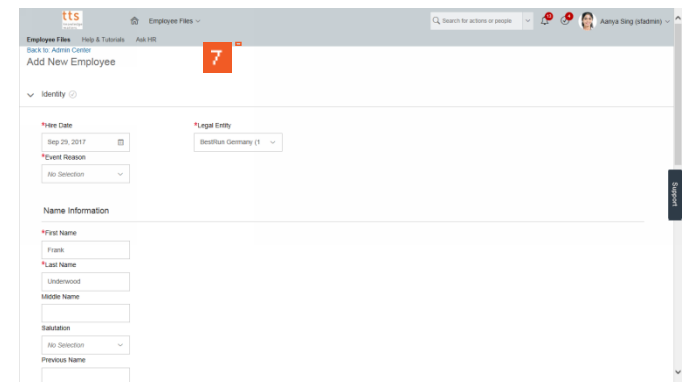 tts
Employee Files
Search for actions or people
Aanya Sing (sfadmin)
Employee Files Help & Tutorials Ask HR
Back to: Admin Center
Add New Employee
7
Identity
*Hire Date *Legal Entity
Sep 29, 2017 BestRun Germany (1
*Event Reason
No Selection
Support
Name Information
*First Name
Frank
*Last Name
Underwood
Middle Name
Salutation
No Selection
Previous Name